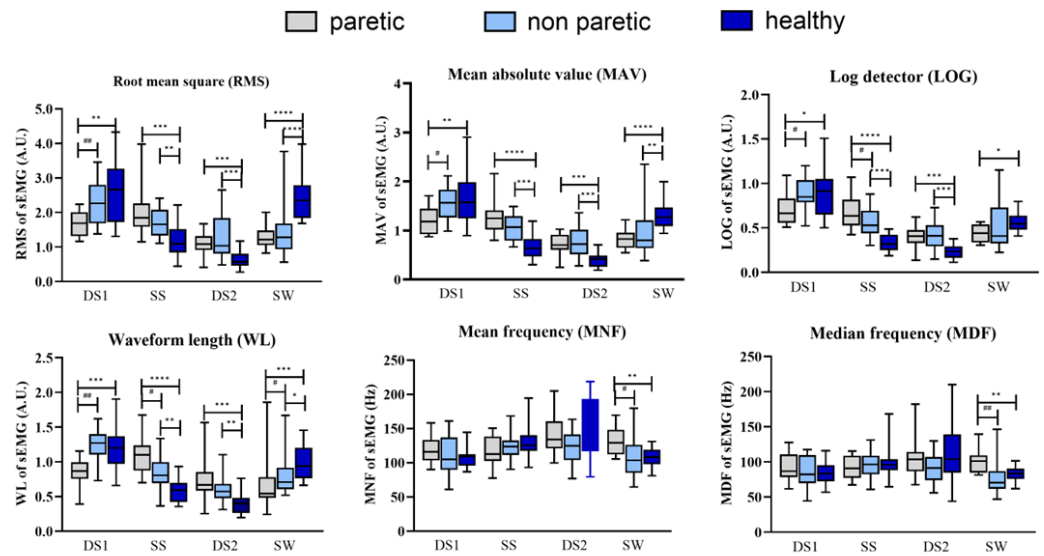 paretic non paretic healthy
Root mean square (RMS)
RMS of sEMG (A.U.)
5.0
4.0
3.0
2.0
1.0
0.0
** ## *** ** *** *** **** ****
DS1 SS DS2 SW
Mean absolute value (MAV)
MAV of sEMG (A.U.)
4
3
2
1
0
** # **** *** *** *** **** **
DS1 SS DS2 SW
Log detector (LOG)
LOG of sEMG (A.U.)
2.0
1.5
1.0
0.5
0.0
* # **** # **** *** *** *
DS1 SS DS2 SW
Waveform length (WL)
WL of sEMG (A.U.)
2.5
2.0
1.5
1.0
0.5
0.0
*** ## **** # ** *** ** *** # *
DS1 SS DS2 SW
Mean frequency (MNF)
MNF of sEMG (Hz)
250
200
150
100
50
0
** #
DS1 SS DS2 SW
Median frequency (MDF)
MDF of sEMG (Hz)
250
200
150
100
50
0
** ##
DS1 SS DS2 SW